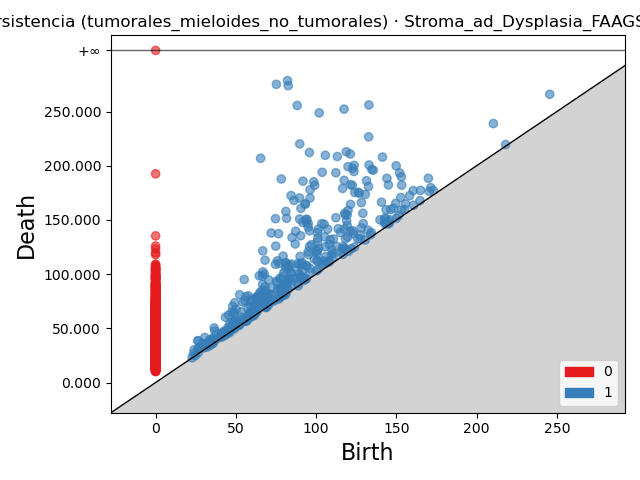 rsistencia (tumorales_mieloides_no_tumorales) · Stroma_ad_Dysplasia_FAAGS
+∞
250.000
200.000
150.000
100.000
50.000
0.000
Death
0
1
0 50 100 150 200 250
Birth